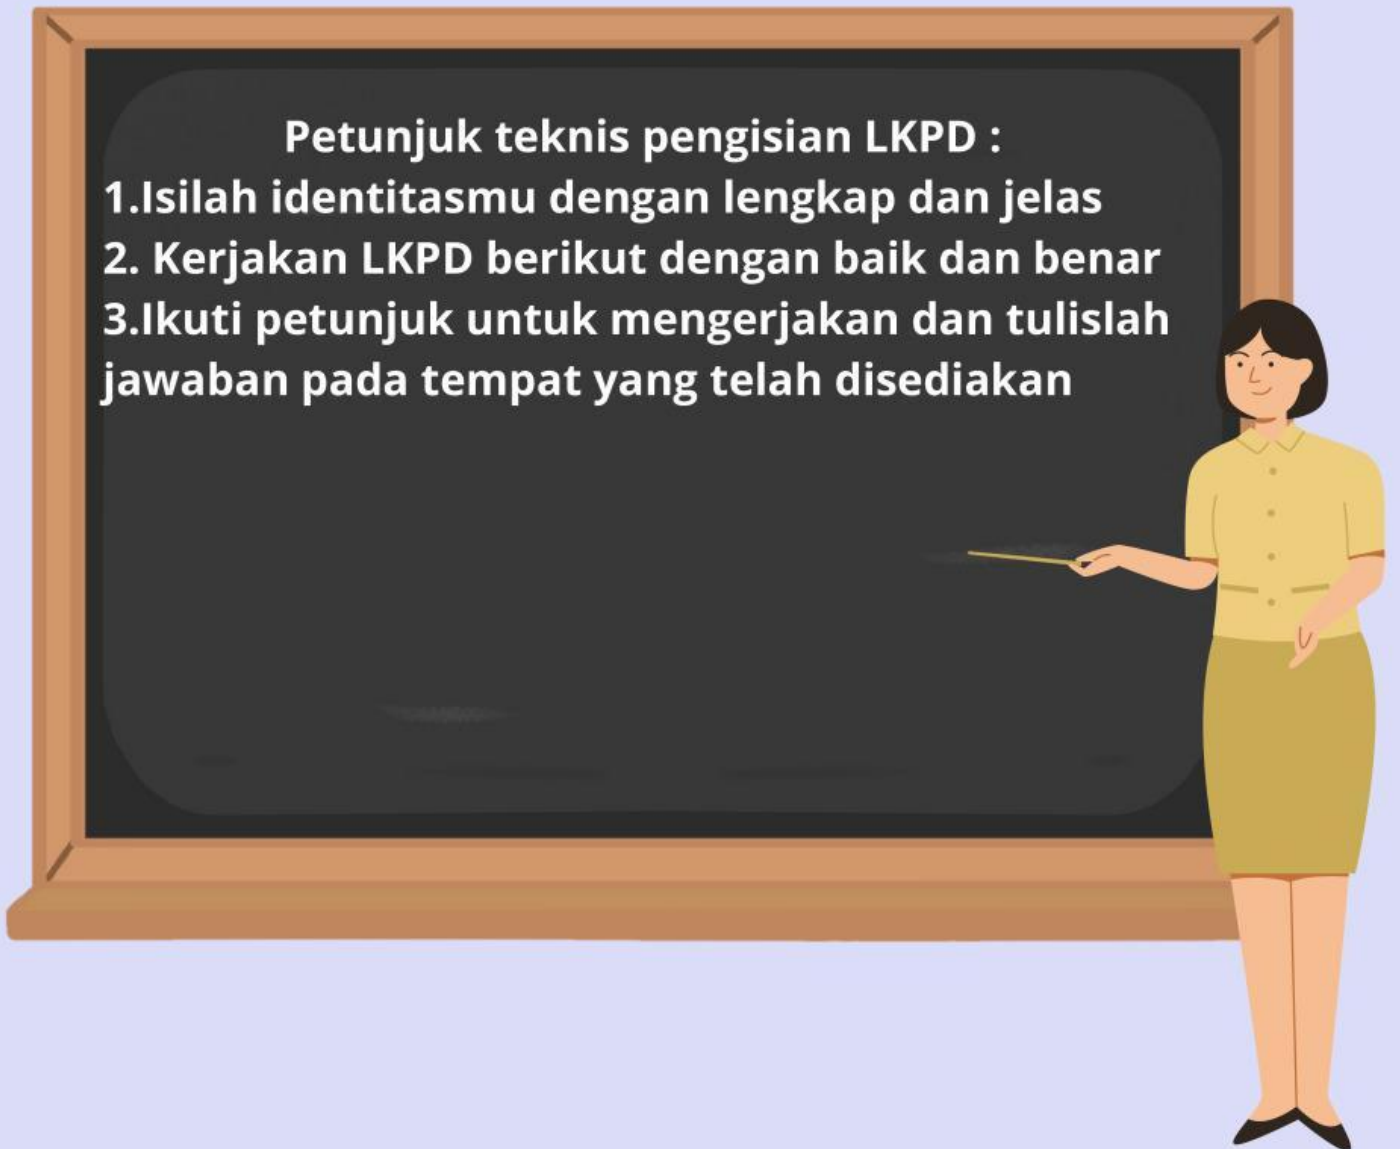 Petunjuk teknis pengisian LKPD :
1.Isilah identitasmu dengan lengkap dan jelas
2. Kerjakan LKPD berikut dengan baik dan benar
3.Ikuti petunjuk untuk mengerjakan dan tulislah
jawaban pada tempat yang telah disediakan